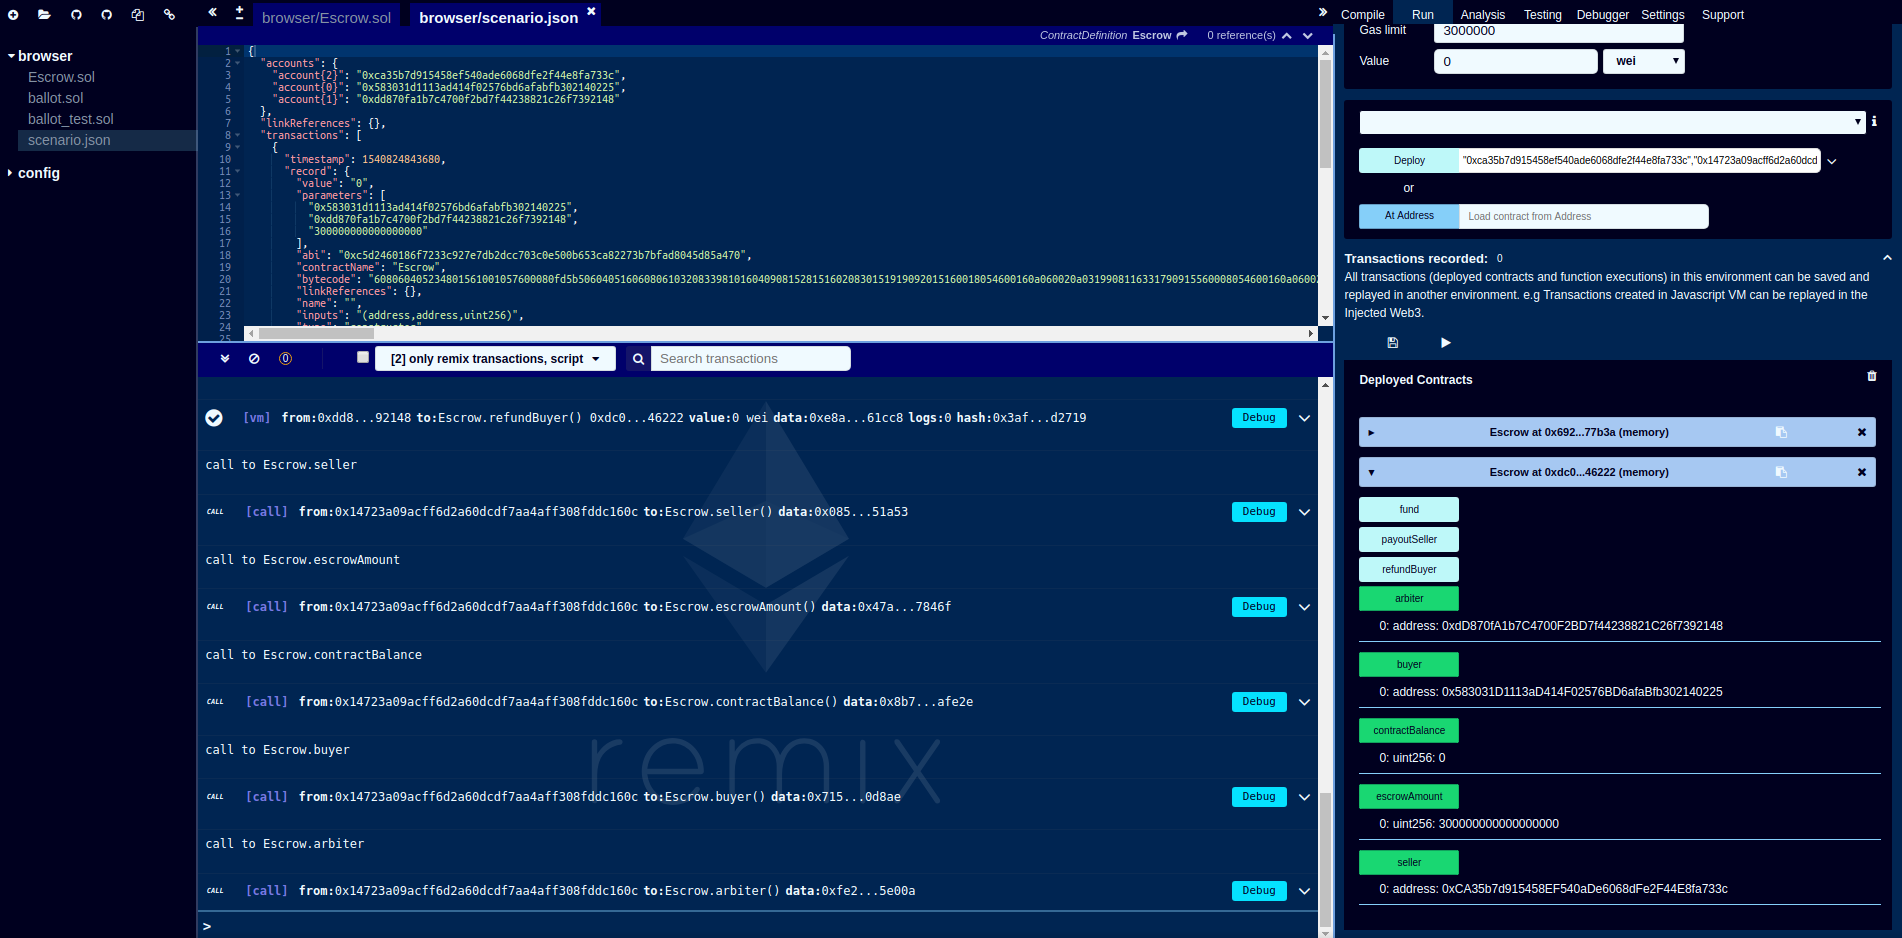 browser
Escrow.sol
ballot.sol
ballot_test.sol
scenario.json
config
browser/Escrow.sol
browser/scenario.json
ContractDefinition Escrow 0 reference(s)
1 {
2 "accounts": {
3 "account{2}": "0xca35b7d915458ef540ade6068dfe2f44e8fa733c",
4 "account{0}": "0x583031d1113ad414f02576bd6afabfb302140225",
5 "account{1}": "0xdd870fa1b7c4700f2bd7f44238821c26f7392148"
6 },
7 "linkReferences": {},
8 "transactions": [
9 {
10 "timestamp": 1540824843680,
11 "record": {
12 "value": "0",
13 "parameters": [
14 "0x583031d1113ad414f02576bd6afabfb302140225",
15 "0xdd870fa1b7c4700f2bd7f44238821c26f7392148",
16 "300000000000000000"
17 ],
18 "abi": "0xc5d2460186f7233c927e7db2dcc703c0e500b653ca82273b7bfad8045d85a470",
19 "contractName": "Escrow",
20 "bytecode":
21 "linkReferences": {},
22 "name": "",
23 "inputs": "(address,address,uint256)",
24 "type": "constructor"
25
0
[2] only remix transactions, script
Search transactions
[vm] from:0xdd8...92148 to:Escrow.refundBuyer() 0xdc0...46222 value:0 wei data:0xe8a...61cc8 logs:0 hash:0x3af...d2719 Debug
call to Escrow.seller
CALL [call] from:0x14723a09acff6d2a60dcdf7aa4aff308fddc160c to:Escrow.seller() data:0x085...51a53 Debug
call to Escrow.escrowAmount
CALL [call] from:0x14723a09acff6d2a60dcdf7aa4aff308fddc160c to:Escrow.escrowAmount() data:0x47a...7846f Debug
call to Escrow.contractBalance
CALL [call] from:0x14723a09acff6d2a60dcdf7aa4aff308fddc160c to:Escrow.contractBalance() data:0x8b7...afe2e Debug
call to Escrow.buyer
CALL [call] from:0x14723a09acff6d2a60dcdf7aa4aff308fddc160c to:Escrow.buyer() data:0x715...0d8ae Debug
call to Escrow.arbiter
CALL [call] from:0x14723a09acff6d2a60dcdf7aa4aff308fddc160c to:Escrow.arbiter() data:0xfe2...5e00a Debug
remix
>
Compile Run Analysis Testing Debugger Settings Support
Gas limit 3000000
Value 0 wei
Deploy "0xca35b7d915458ef540ade6068dfe2f44e8fa733c","0x14723a09acff6d2a60dcd
or
At Address Load contract from Address
Transactions recorded: 0
All transactions (deployed contracts and function executions) in this environment can be saved and
replayed in another environment. e.g Transactions created in Javascript VM can be replayed in the
Injected Web3.
Deployed Contracts
Escrow at 0x692...77b3a (memory)
Escrow at 0xdc0...46222 (memory)
fund
payoutSeller
refundBuyer
arbiter
0: address: 0xdD870fA1b7C4700F2BD7f44238821C26f7392148
buyer
0: address: 0x583031D1113aD414F02576BD6afaBfb302140225
contractBalance
0: uint256: 0
escrowAmount
0: uint256: 300000000000000000
seller
0: address: 0xCA35b7d915458EF540aDe6068dFe2F44E8fa733c